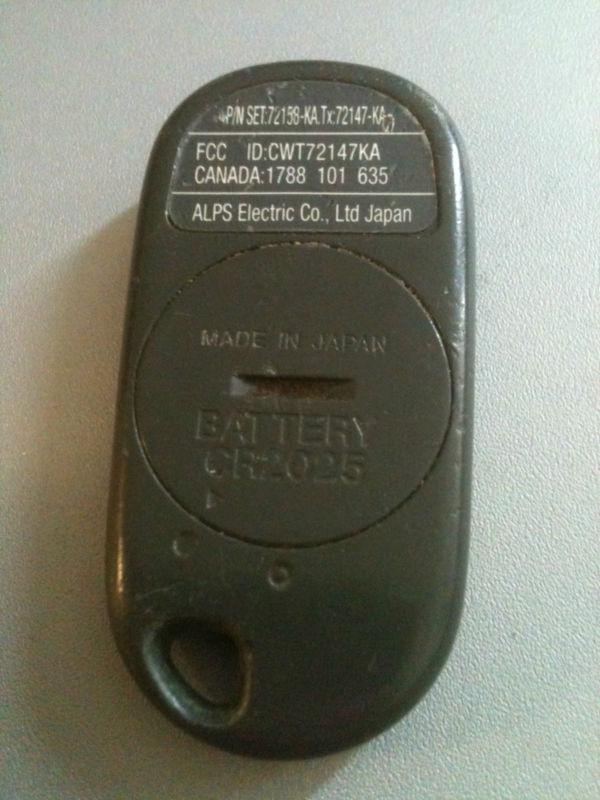 P/N SET:72158-KA.Tx:72147-KA
FCC ID:CWT72147KA
CANADA:1788 101 635
ALPS Electric Co., Ltd Japan
MADE IN JAPAN
BATTERY
CR2025